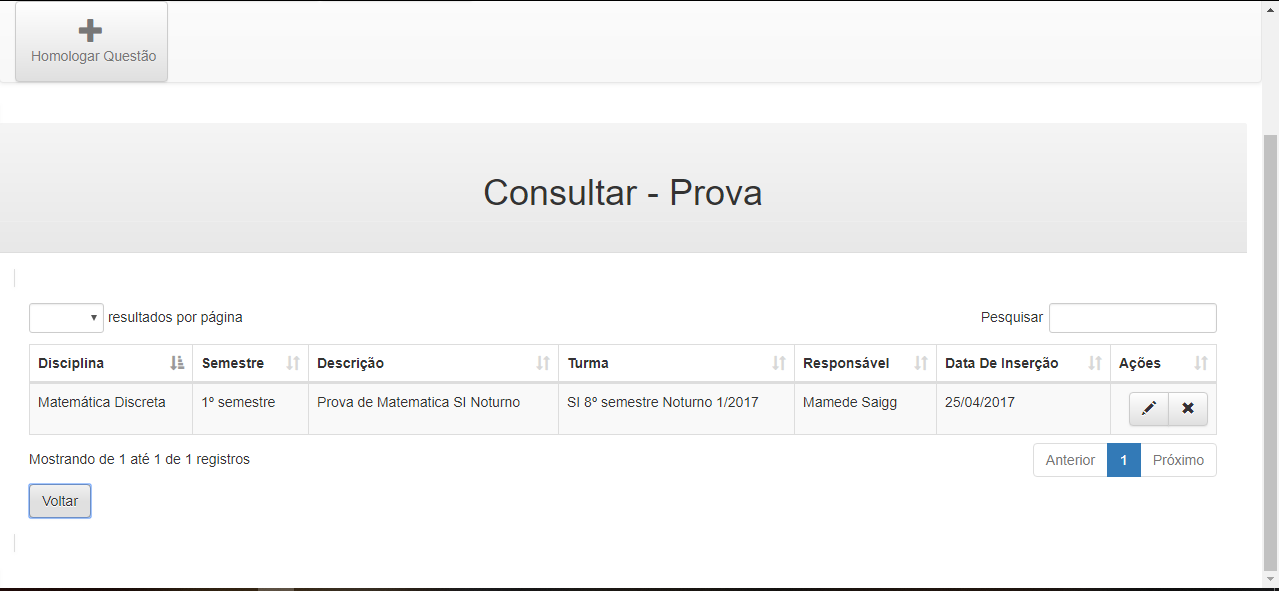 Homologar Questão
Consultar - Prova
resultados por página
Pesquisar
Disciplina Semestre Descrição Turma Responsável Data De Inserção Ações
Matemática Discreta 1º semestre Prova de Matematica SI Noturno SI 8º semestre Noturno 1/2017 Mamede Saigg 25/04/2017
Mostrando de 1 até 1 de 1 registros
Anterior 1 Próximo
Voltar